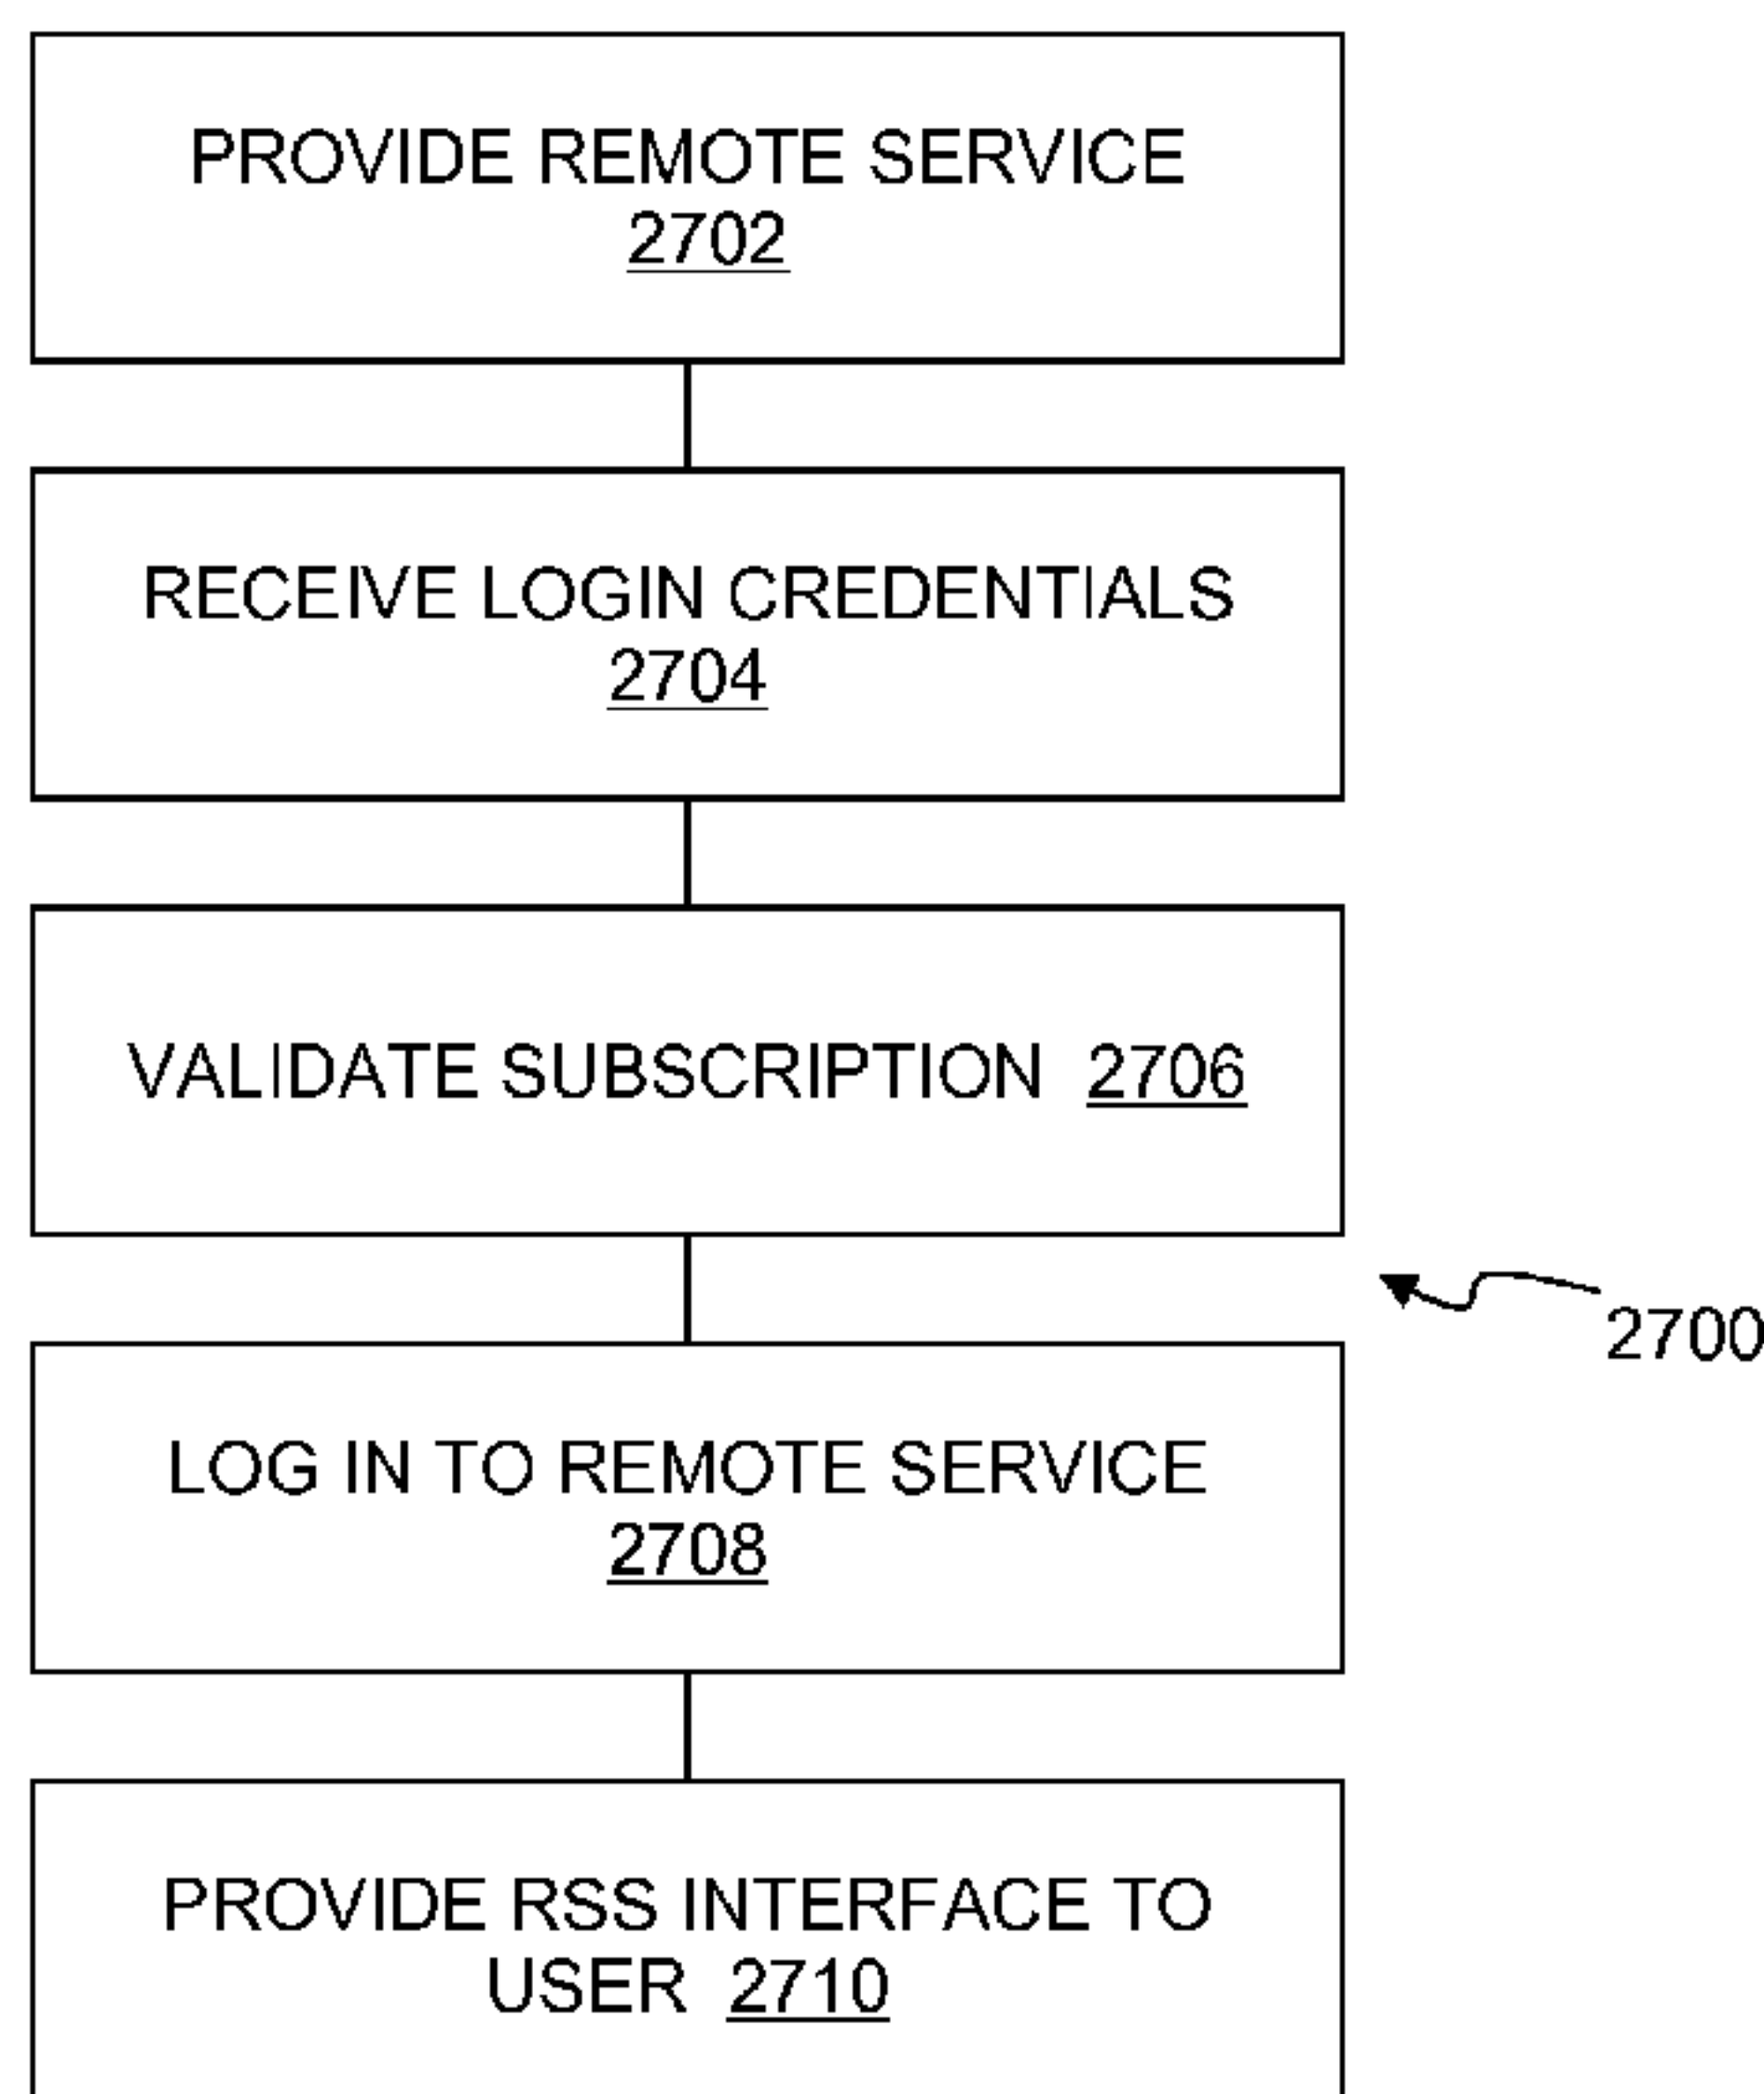 PROVIDE REMOTE SERVICE
2702
RECEIVE LOGIN CREDENTIALS
2704
VALIDATE SUBSCRIPTION 2706
2700
LOG IN TO REMOTE SERVICE
2708
PROVIDE RSS INTERFACE TO
USER 2710